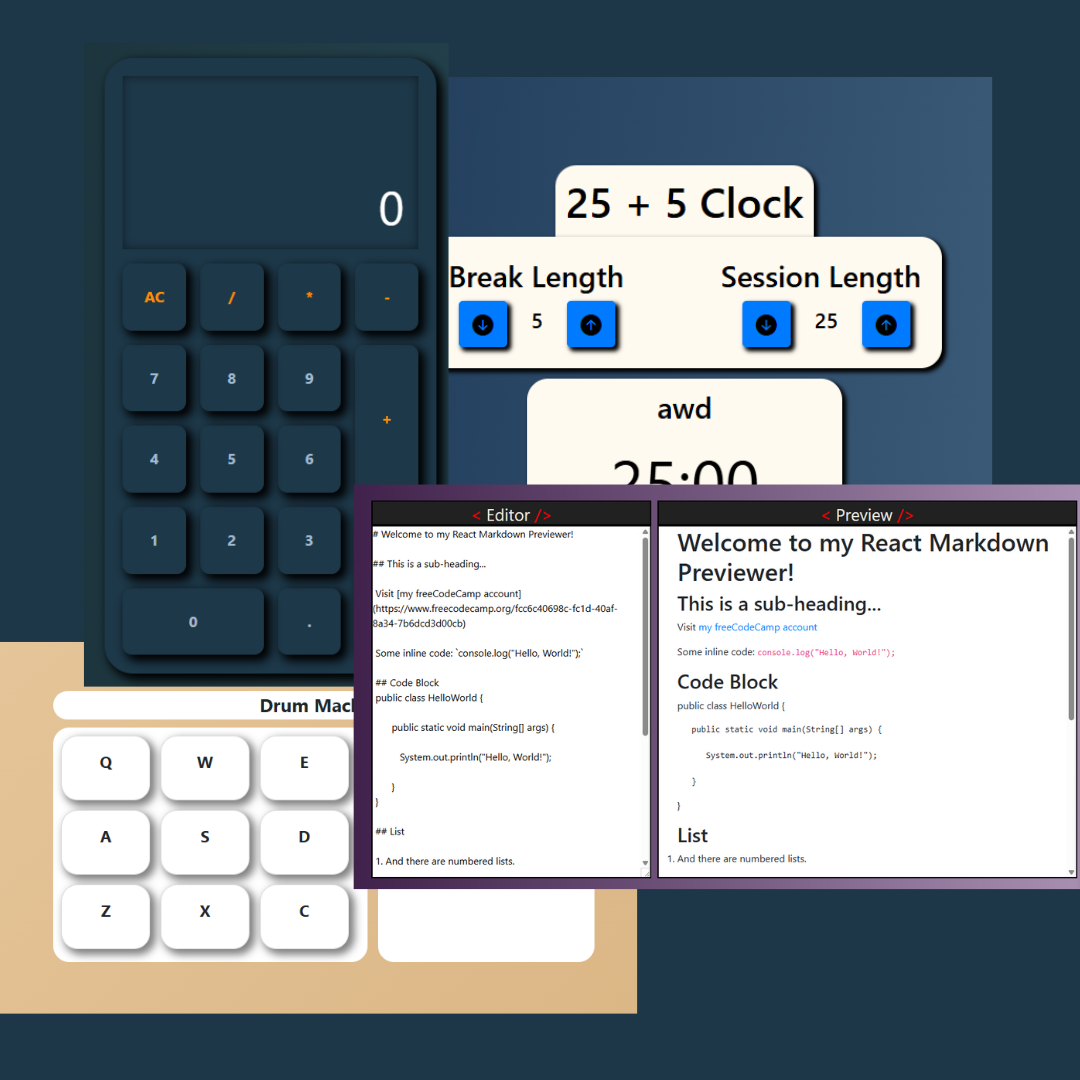 0
AC / * -
7 8 9
+
4 5 6
1 2 3
0 .
25 + 5 Clock
Break Length
5
Session Length
25
awd
25:00
< Editor />
# Welcome to my React Markdown Previewer!
## This is a sub-heading...
Visit [my freeCodeCamp account]
(https://www.freecodecamp.org/fcc6c40698c-fc1d-40af-
8a34-7b6dcd3d00cb)
Some inline code: `console.log("Hello, World!");`
## Code Block
public class HelloWorld {
public static void main(String[] args) {
System.out.println("Hello, World!");
}
}
## List
1. And there are numbered lists.
< Preview />
Welcome to my React Markdown
Previewer!
This is a sub-heading...
Visit my freeCodeCamp account
Some inline code: console.log("Hello, World!");
Code Block
public class HelloWorld {
public static void main(String[] args) {
System.out.println("Hello, World!");
}
}
List
1. And there are numbered lists.
Drum Mac
Q W E
A S D
Z X C